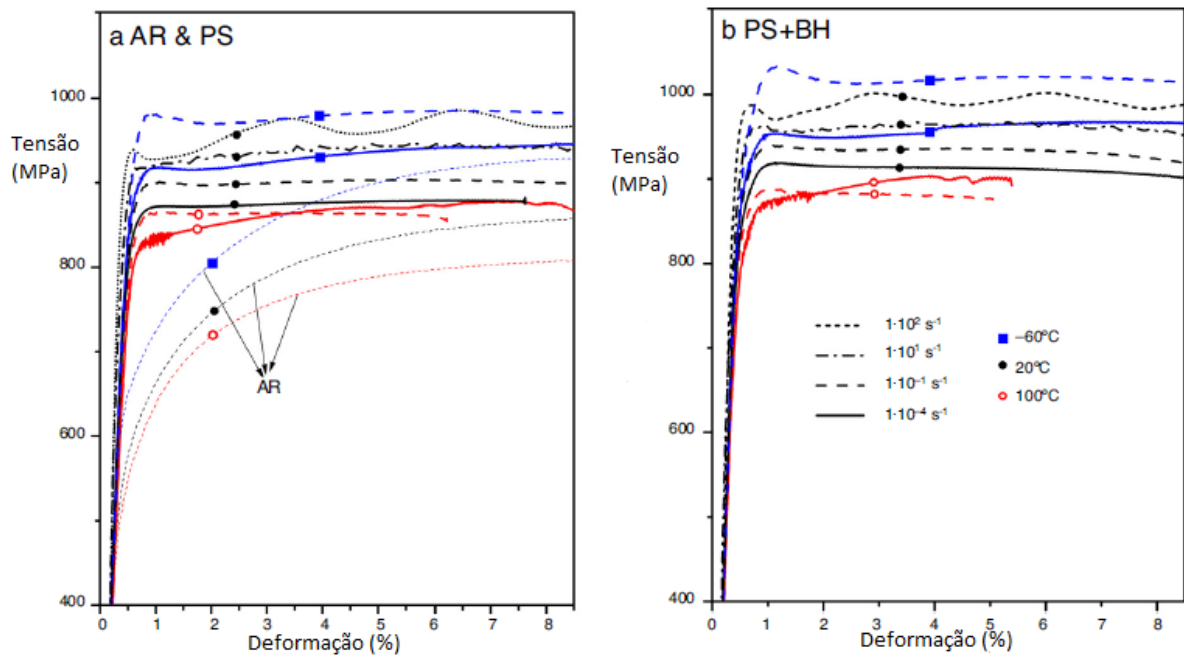 a AR & PS
1000
Tensão
(MPa)
800
AR
600
400
0 1 2 3 4 5 6 7 8
Deformação (%)
b PS+BH
1000
Tensão
(MPa)
800
1·10² s⁻¹
1·10¹ s⁻¹
1·10⁻¹ s⁻¹
1·10⁻⁴ s⁻¹
−60ºC
20ºC
100ºC
600
400
0 1 2 3 4 5 6 7 8
Deformação (%)